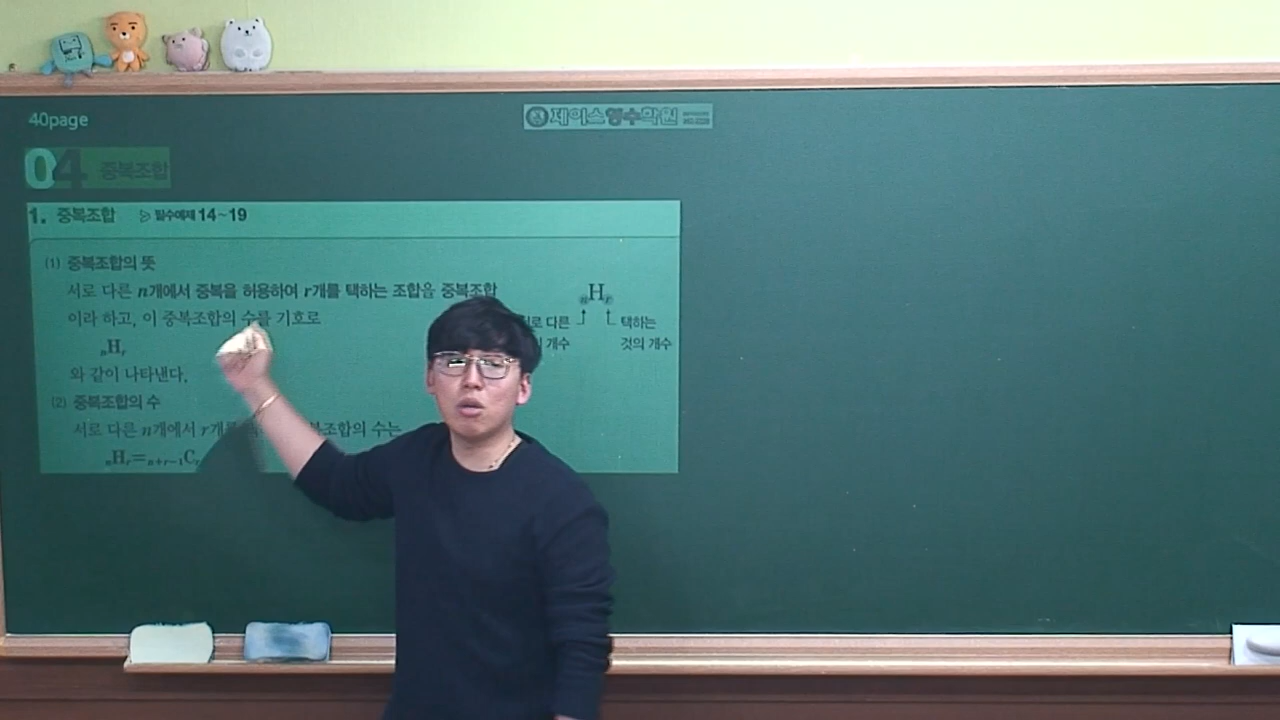 40page
제이스영수학원
04 중복조합
1. 중복조합 ▷ 필수예제 14~19
(1) 중복조합의 뜻
서로 다른 n개에서 중복을 허용하여 r개를 택하는 조합을 중복조합
이라 하고, 이 중복조합의 수를 기호로
ₙHᵣ
와 같이 나타낸다.
ₙHᵣ
다른
개수
택하는
것의 개수
(2) 중복조합의 수
서로 다른 n개에서 r개를 조합의 수는
ₙHᵣ=ₙ₊ᵣ₋₁Cᵣ